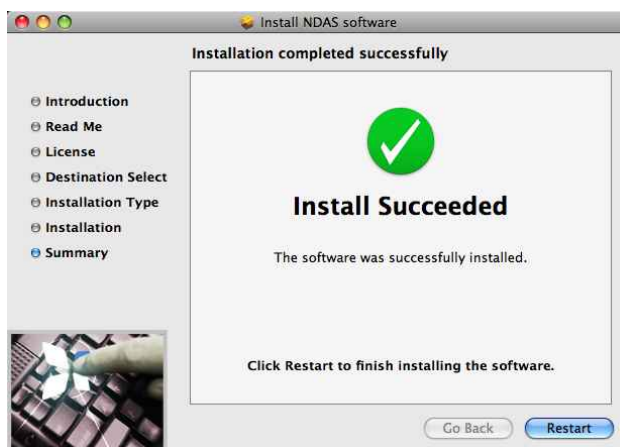 Install NDAS software
Installation completed successfully
Introduction
Read Me
License
Destination Select
Installation Type
Installation
Summary
Install Succeeded
The software was successfully installed.
Click Restart to finish installing the software.
Go Back
Restart